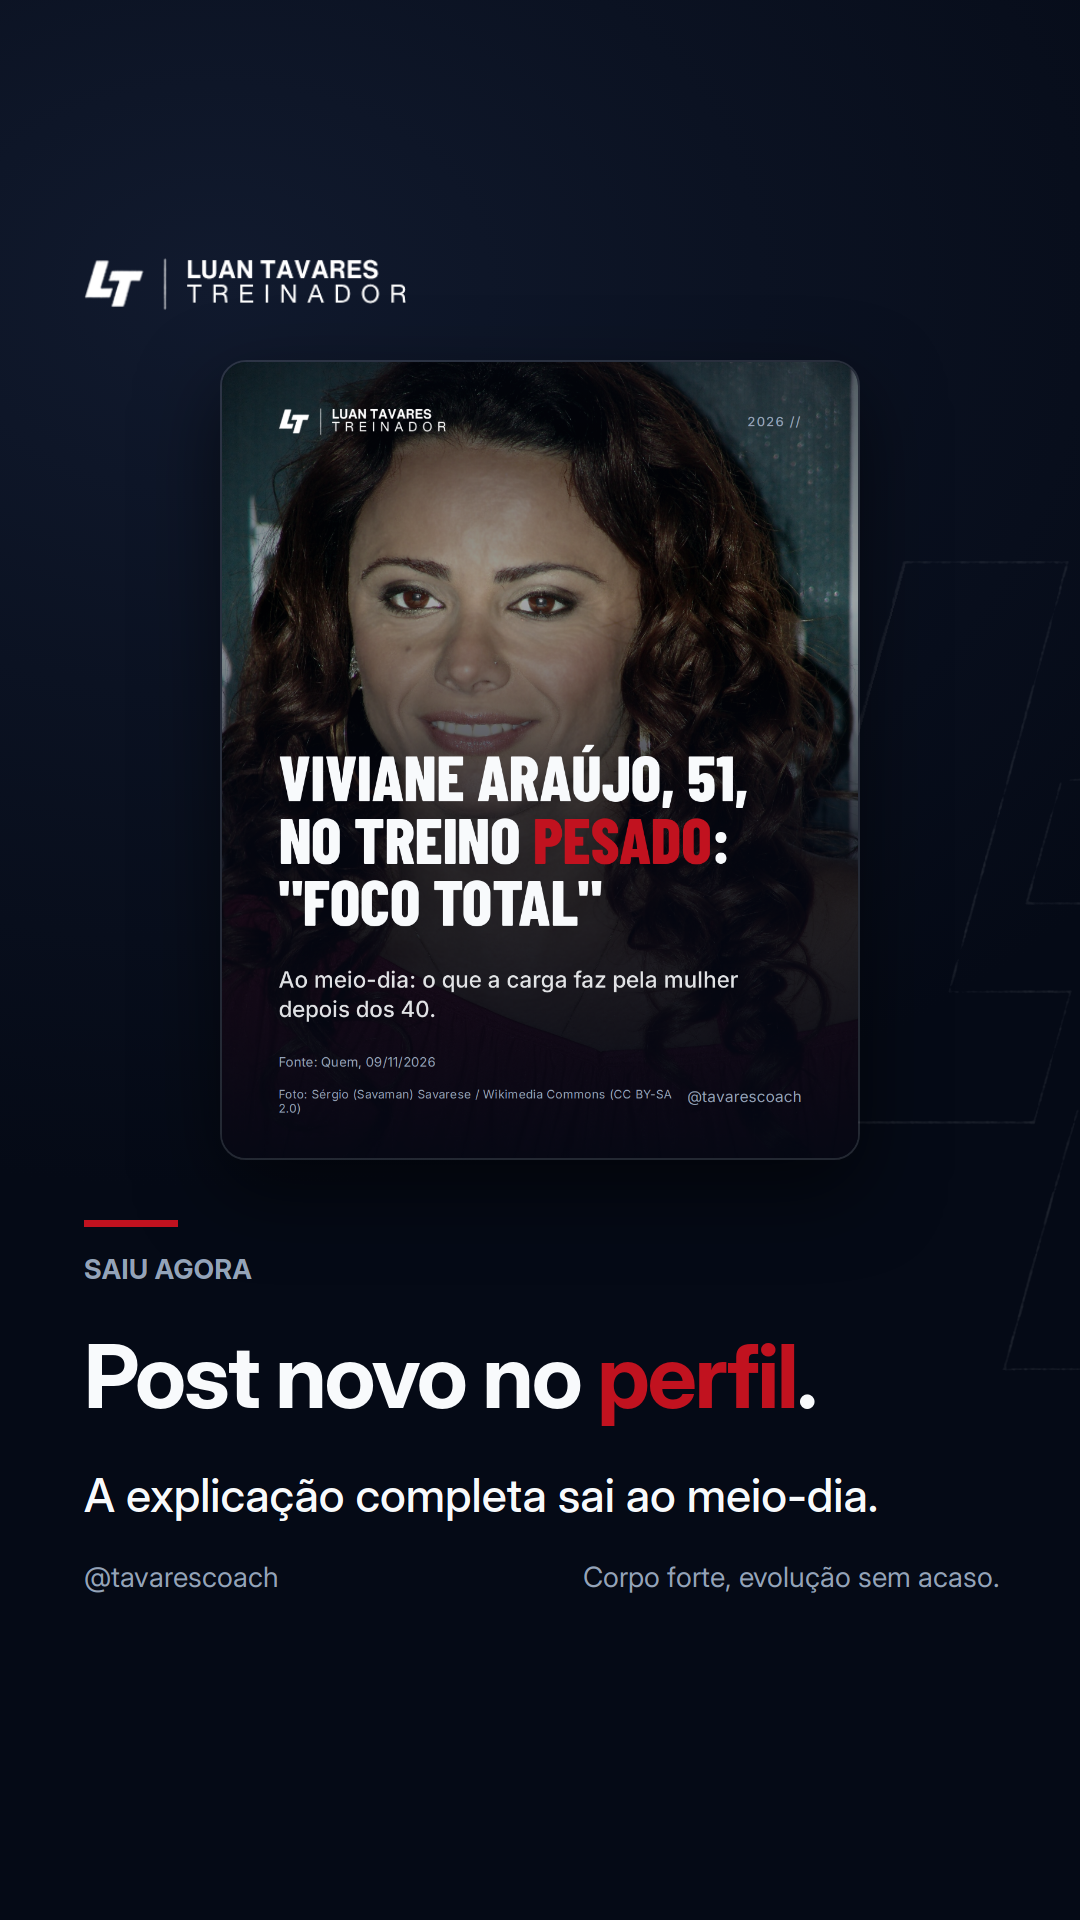 LT | LUAN TAVARES
TREINADOR
LT | LUAN TAVARES
TREINADOR
2026 //
VIVIANE ARAÚJO, 51,
NO TREINO PESADO:
"FOCO TOTAL"
Ao meio-dia: o que a carga faz pela mulher
depois dos 40.
Fonte: Quem, 09/11/2026
Foto: Sérgio (Savaman) Savarese / Wikimedia Commons (CC BY-SA
2.0)
@tavarescoach
SAIU AGORA
Post novo no perfil.
A explicação completa sai ao meio-dia.
@tavarescoach
Corpo forte, evolução sem acaso.